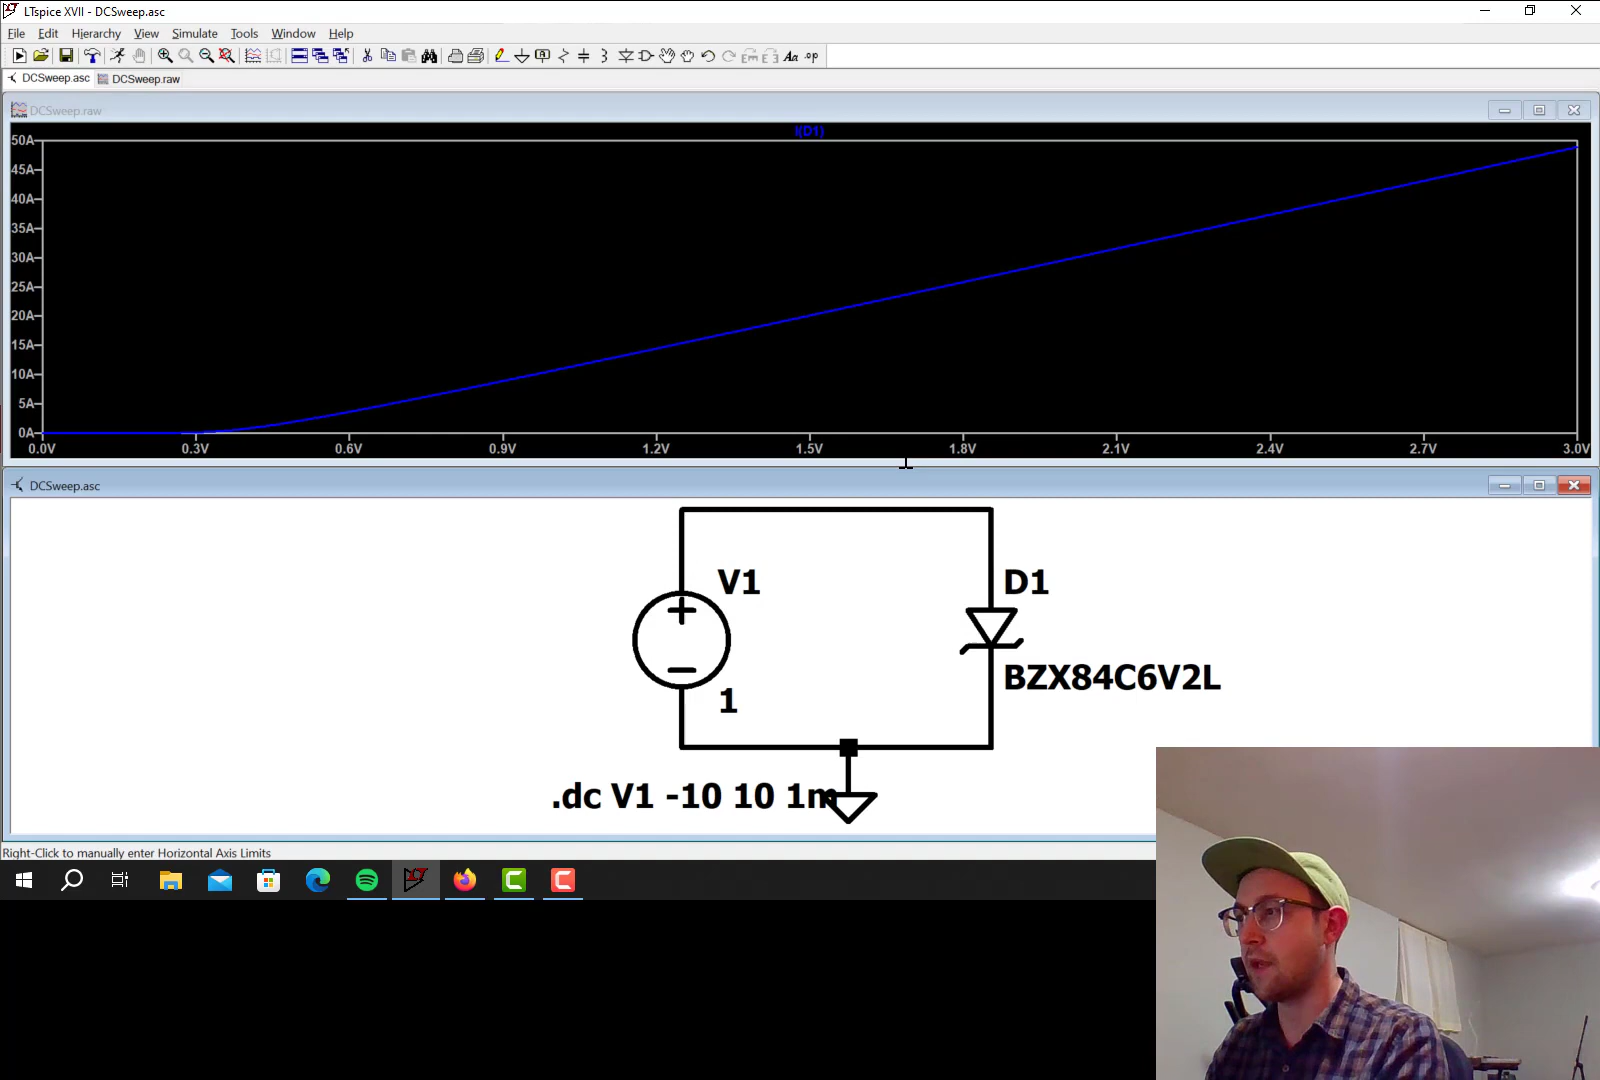 LTspice XVII - DCSweep.asc
File Edit Hierarchy View Simulate Tools Window Help
DCSweep.asc DCSweep.raw
DCSweep.raw
I(D1)
50A
45A
40A
35A
30A
25A
20A
15A
10A
5A
0A
0.0V 0.3V 0.6V 0.9V 1.2V 1.5V 1.8V 2.1V 2.4V 2.7V 3.0V
DCSweep.asc
V1
D1
BZX84C6V2L
1
.dc V1 -10 10 1m
Right-Click to manually enter Horizontal Axis Limits